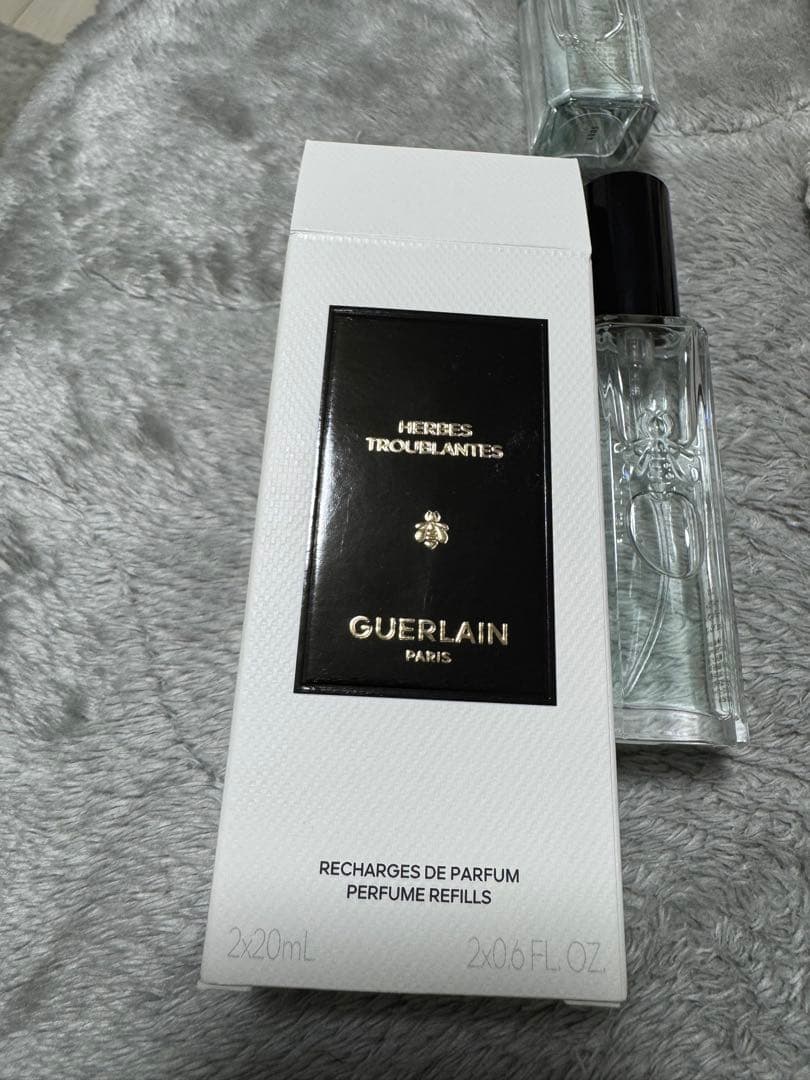 HERBES
TROUBLANTES
GUERLAIN
PARIS
RECHARGES DE PARFUM
PERFUME REFILLS
2x20mL
2x0.6 FL. OZ.